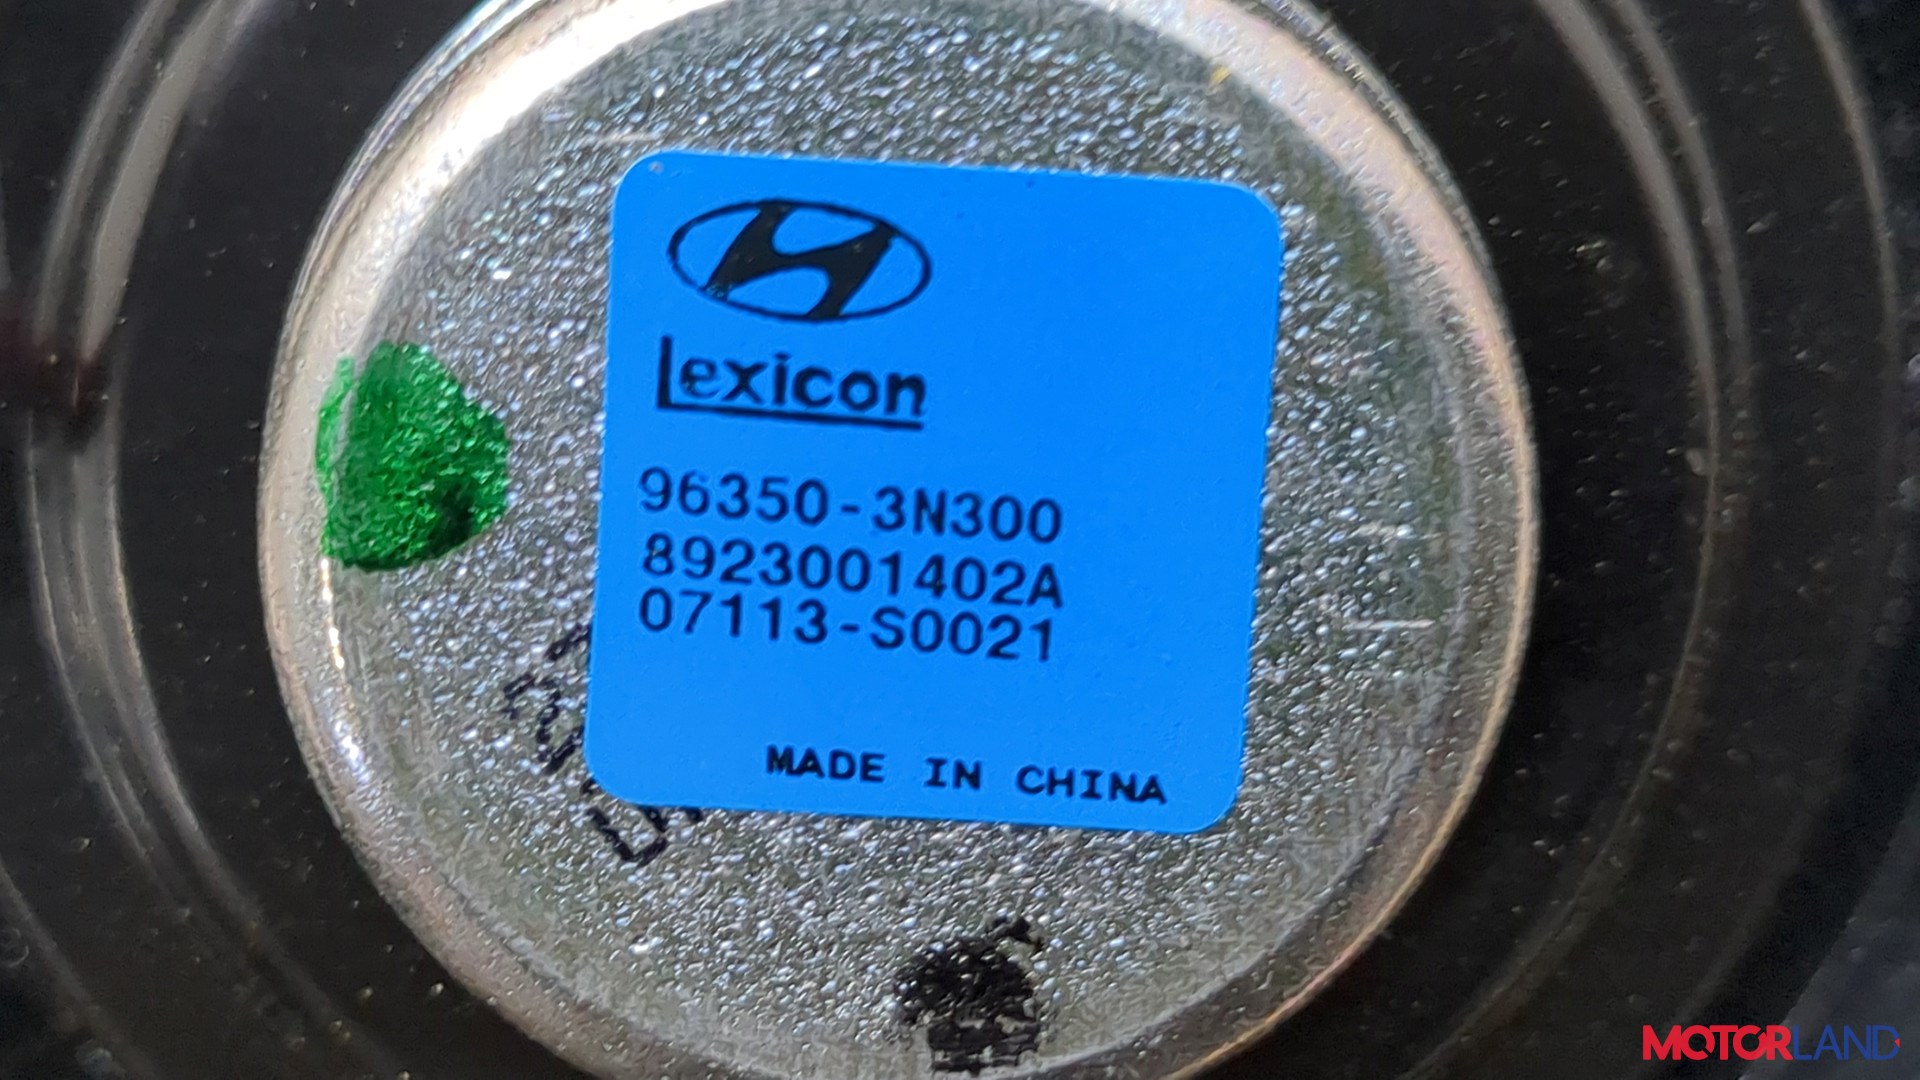 Lexicon
96350-3N300
8923001402A
07113-S0021
MADE IN CHINA
MOTORLAND